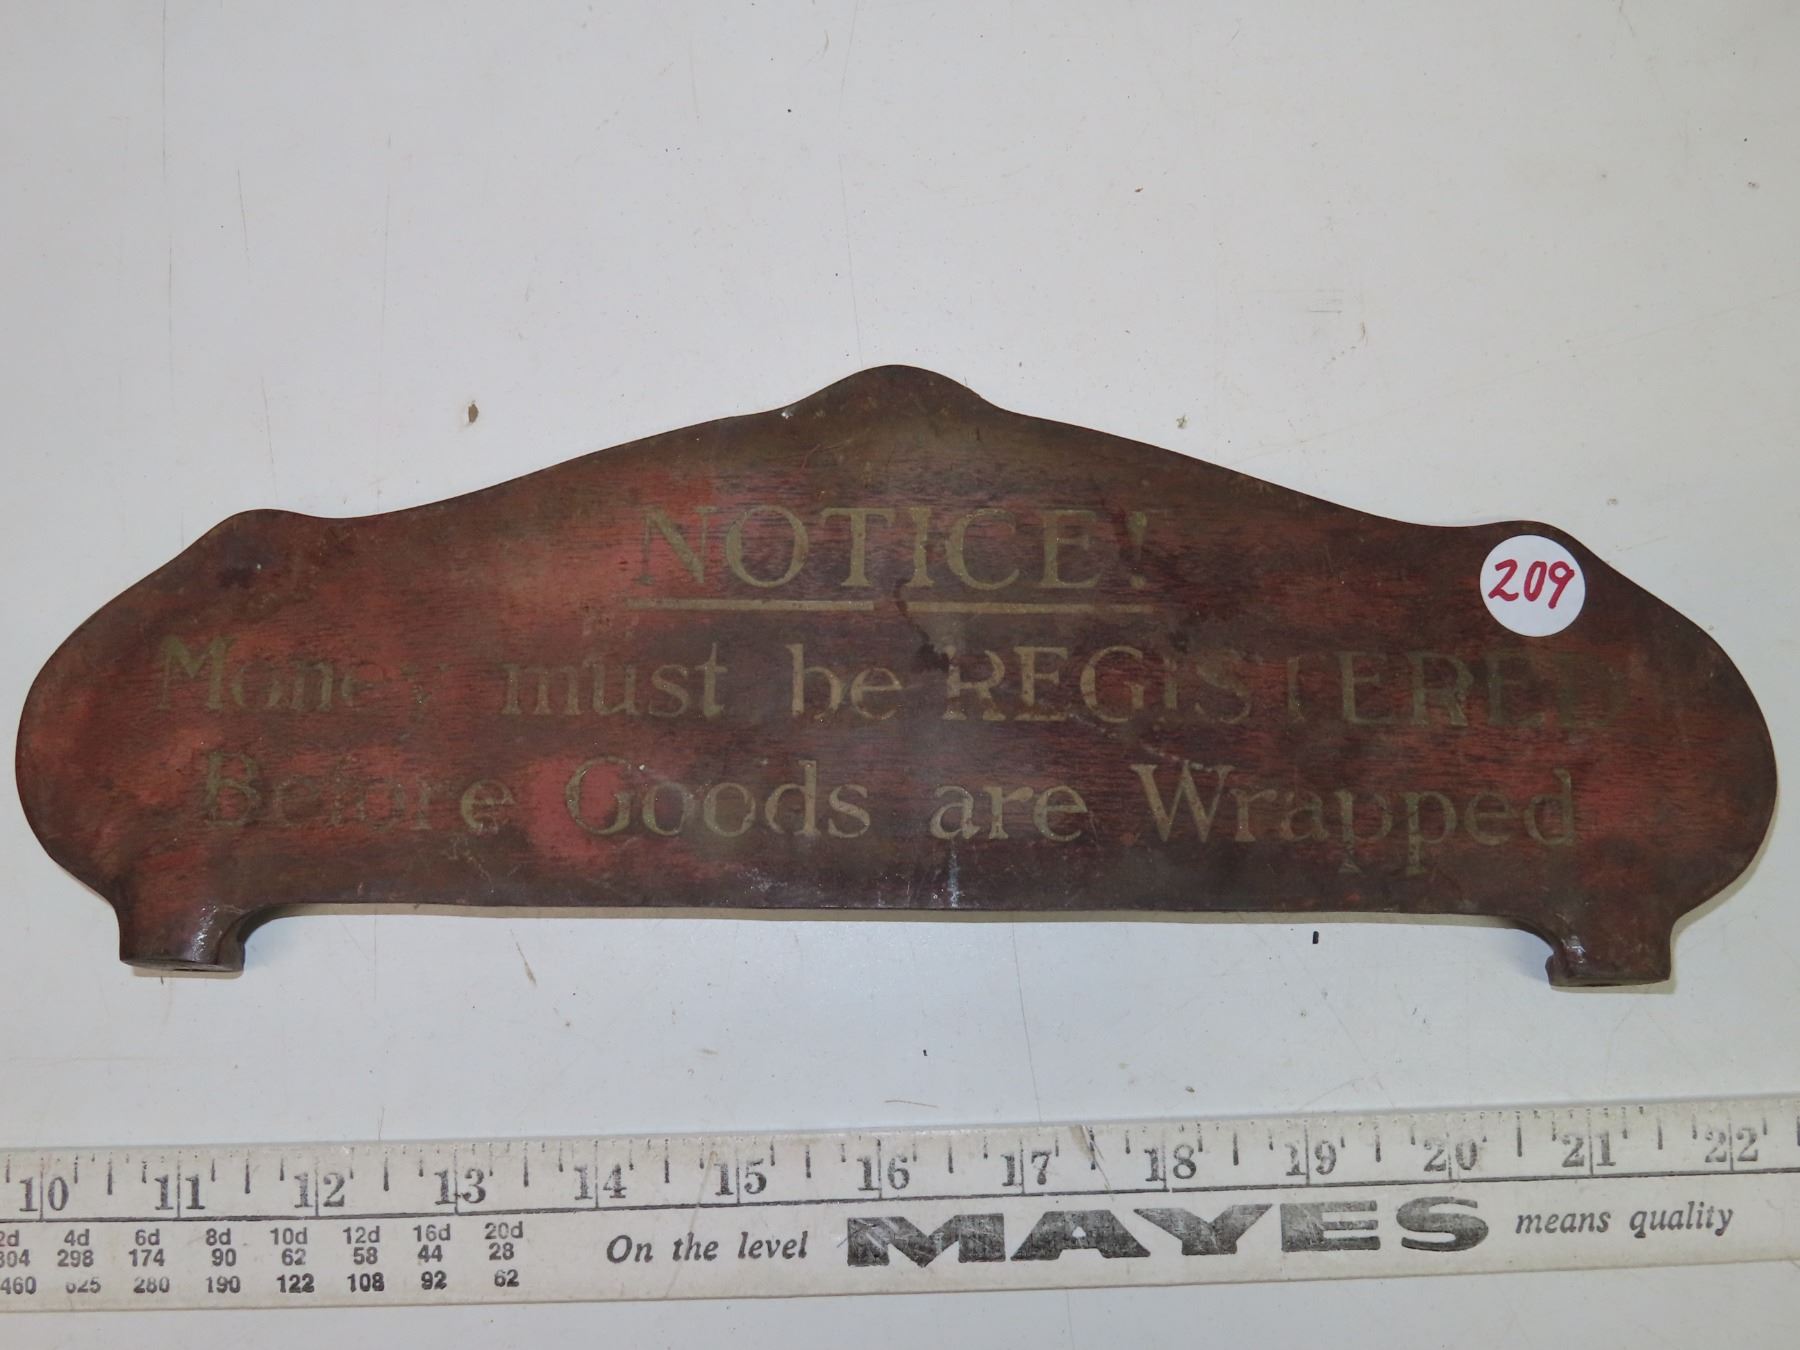 NOTICE!
209
Money must be REGISTERED
Before Goods are Wrapped
10 11 12 13 14 15 16 17 18 19 20 21 22
2d 4d 6d 8d 10d 12d 16d 20d
304 298 174 90 62 58 44 28
460 625 280 190 122 108 92 62
On the level MAYES means quality